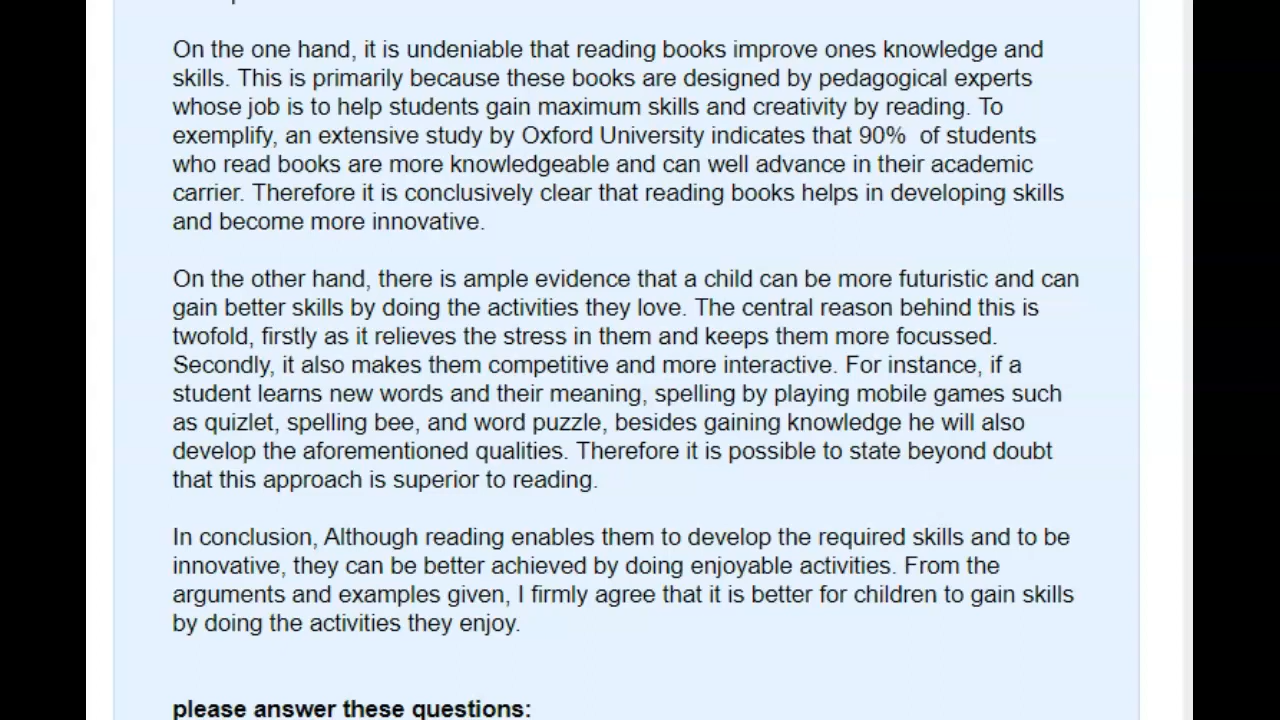 On the one hand, it is undeniable that reading books improve ones knowledge and
skills. This is primarily because these books are designed by pedagogical experts
whose job is to help students gain maximum skills and creativity by reading. To
exemplify, an extensive study by Oxford University indicates that 90%  of students
who read books are more knowledgeable and can well advance in their academic
carrier. Therefore it is conclusively clear that reading books helps in developing skills
and become more innovative.
On the other hand, there is ample evidence that a child can be more futuristic and can
gain better skills by doing the activities they love. The central reason behind this is
twofold, firstly as it relieves the stress in them and keeps them more focussed.
Secondly, it also makes them competitive and more interactive. For instance, if a
student learns new words and their meaning, spelling by playing mobile games such
as quizlet, spelling bee, and word puzzle, besides gaining knowledge he will also
develop the aforementioned qualities. Therefore it is possible to state beyond doubt
that this approach is superior to reading.
In conclusion, Although reading enables them to develop the required skills and to be
innovative, they can be better achieved by doing enjoyable activities. From the
arguments and examples given, I firmly agree that it is better for children to gain skills
by doing the activities they enjoy.
please answer these questions: